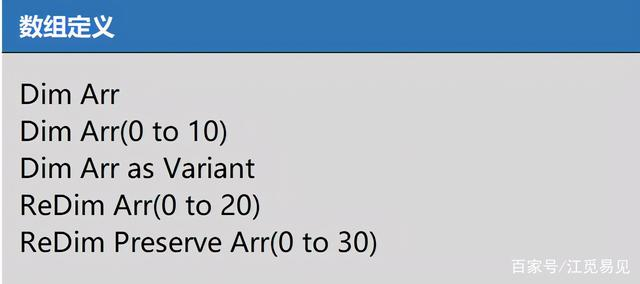 数组定义
Dim Arr
Dim Arr(0 to 10)
Dim Arr as Variant
ReDim Arr(0 to 20)
ReDim Preserve Arr(0 to 30)
百家号/江觅易见